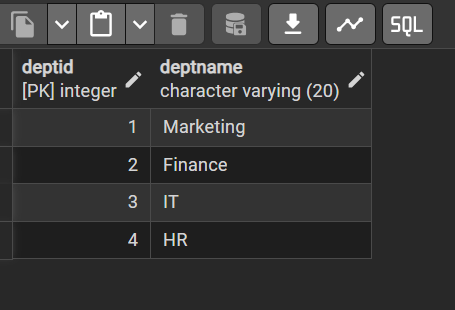 SQL
deptid deptname
[PK] integer character varying (20)
1 Marketing
2 Finance
3 IT
4 HR